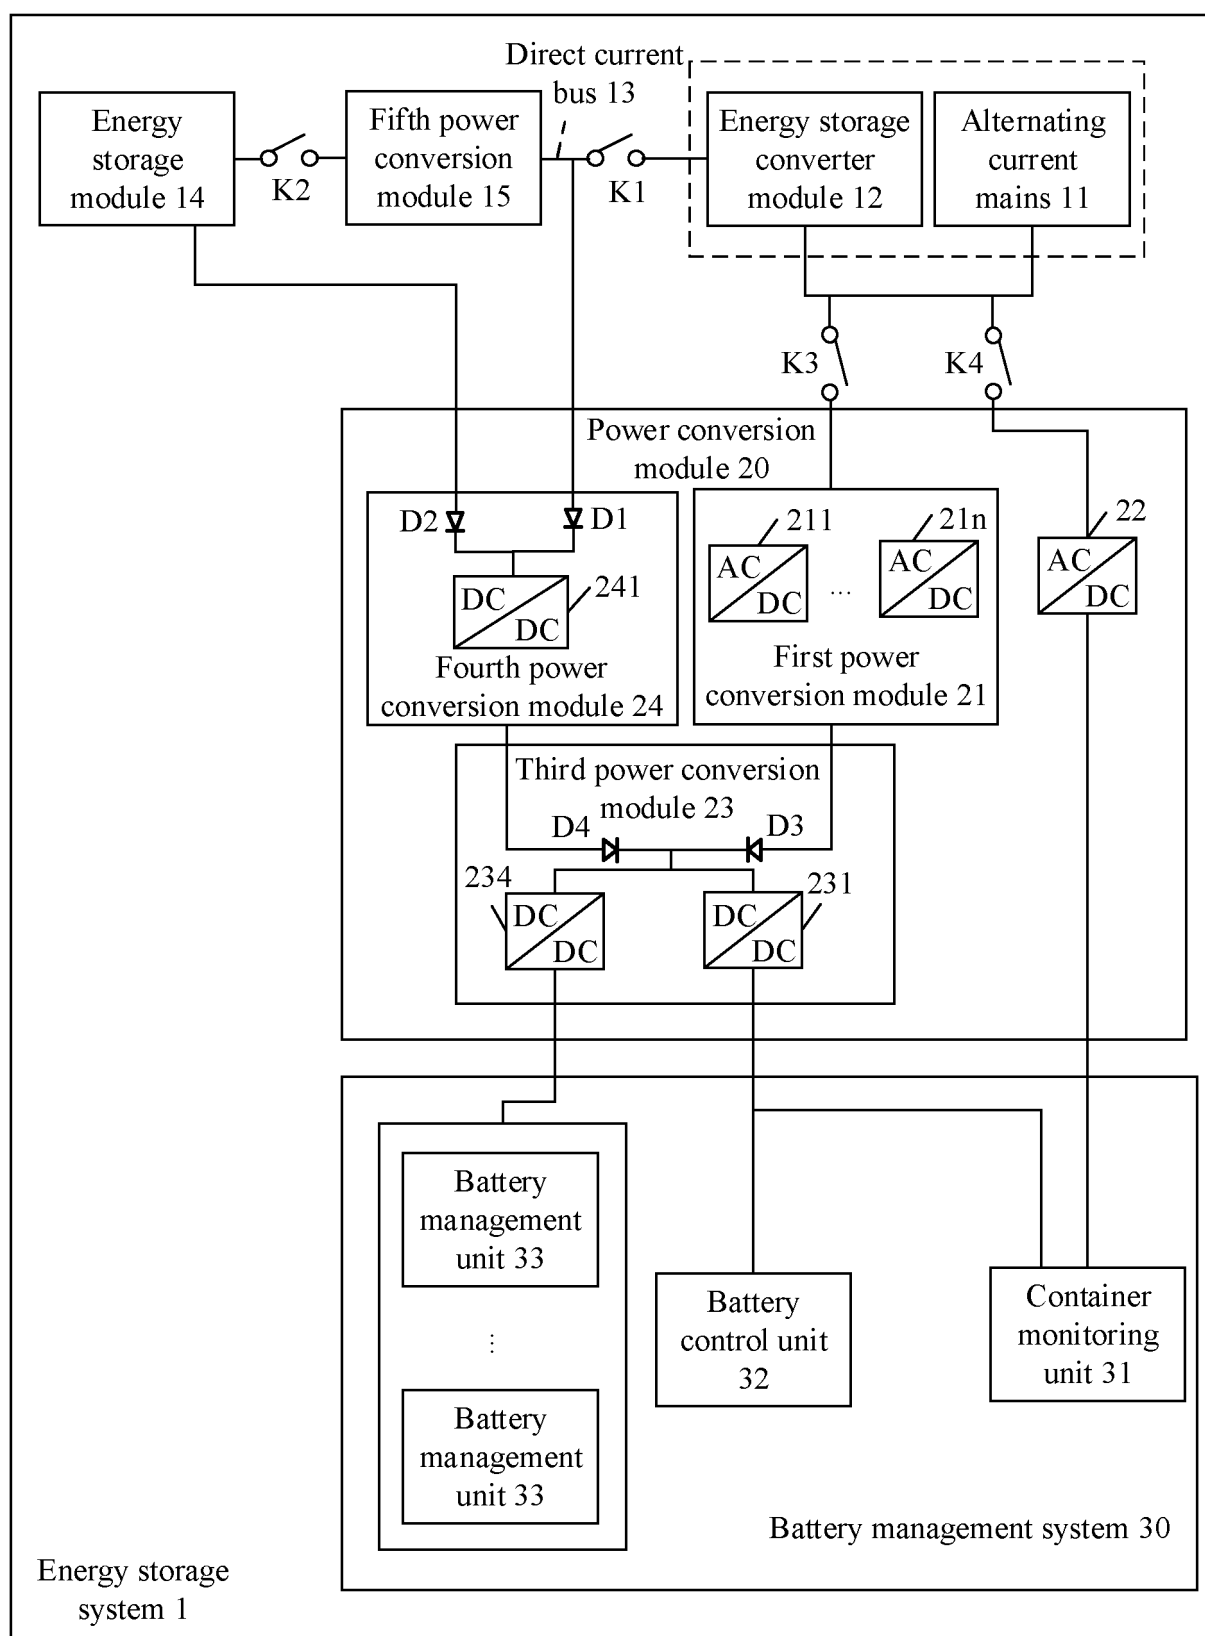 Direct current
bus 13
Energy
storage
module 14
K2
Fifth power
conversion
module 15
K1
Energy storage
converter
module 12
Alternating
current
mains 11
K3
K4
Power conversion
module 20
D2
D1
DC
DC
241
Fourth power
conversion module 24
211
AC
DC
...
21n
AC
DC
First power
conversion module 21
22
AC
DC
Third power conversion
module 23
D4
D3
234
DC
DC
231
DC
DC
Battery
management
unit 33
...
Battery
management
unit 33
Battery
control unit
32
Container
monitoring
unit 31
Battery management system 30
Energy storage
system 1